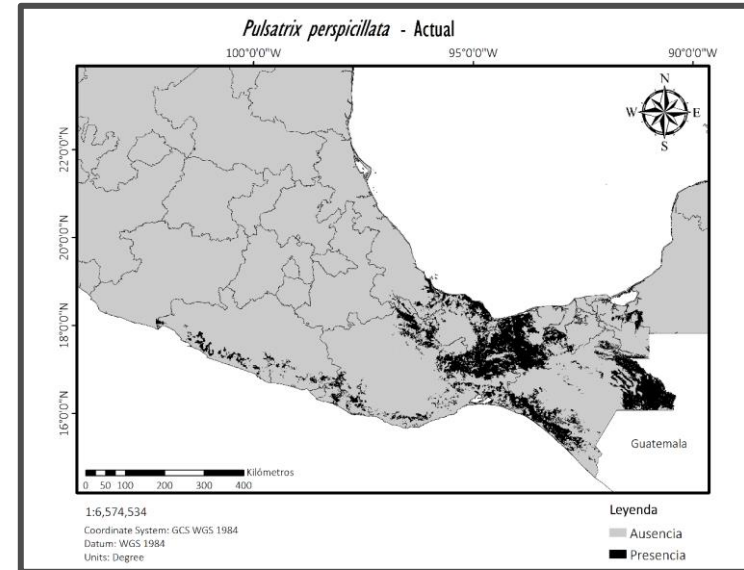 Pulsatrix perspicillata - Actual
100°0'0"W 95°0'0"W 90°0'0"W
N
W E
S
22°0'0"N
20°0'0"N
18°0'0"N
16°0'0"N
Guatemala
Kilómetros
0 50 100 200 300 400
1:6,574,534
Coordinate System: GCS WGS 1984
Datum: WGS 1984
Units: Degree
Leyenda
Ausencia
Presencia